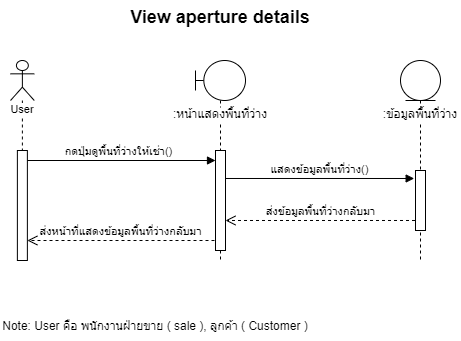 View aperture details
User
:หน้าแสดงพื้นที่ว่าง
:ข้อมูลพื้นที่ว่าง
กดปุ่มดูพื้นที่ว่างให้เช่า()
แสดงข้อมูลพื้นที่ว่าง()
ส่งข้อมูลพื้นที่ว่างกลับมา
ส่งหน้าที่แสดงข้อมูลพื้นที่ว่างกลับมา
Note: User คือ พนักงานฝ่ายขาย ( sale ), ลูกค้า ( Customer )